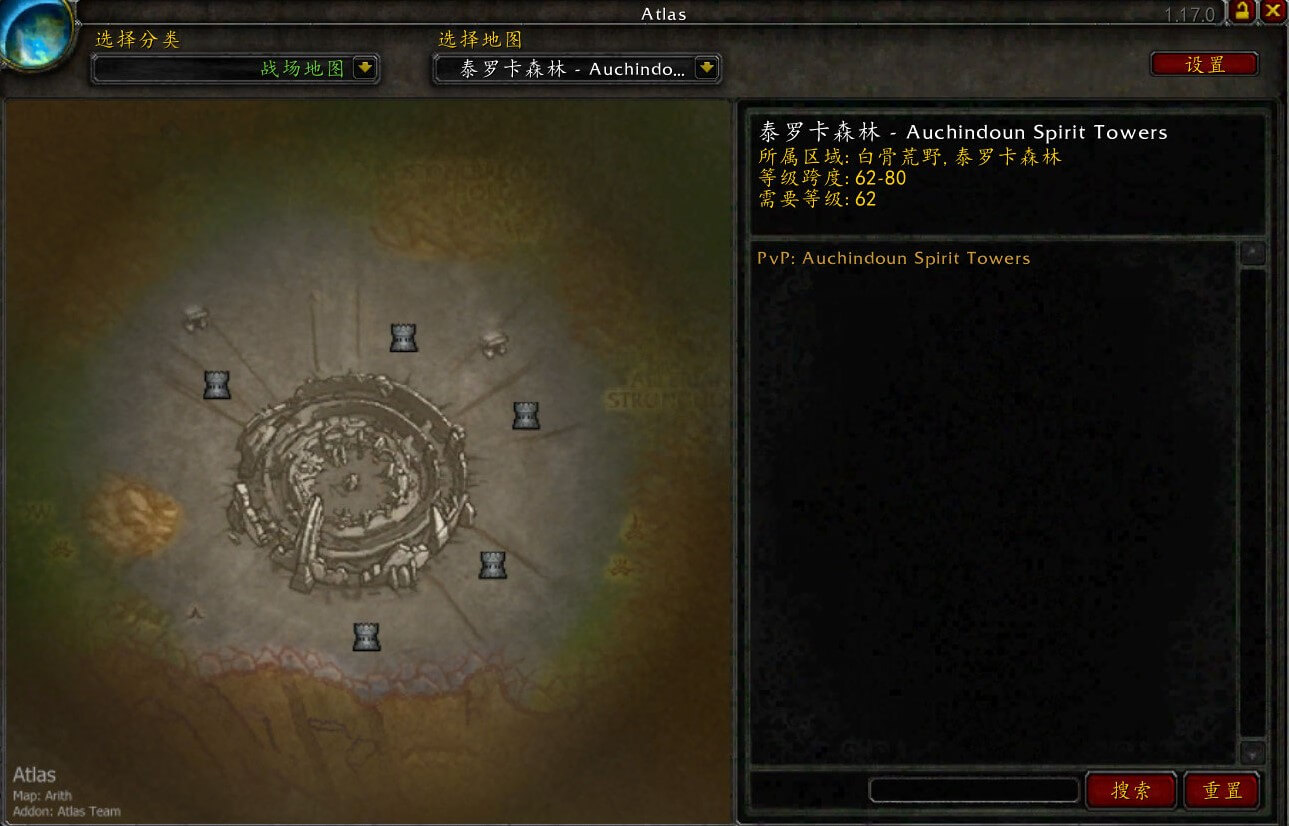 Atlas
1.17.0
选择分类
选择地图
战场地图
泰罗卡森林 - Auchindo...
设置
泰罗卡森林 - Auchindoun Spirit Towers
所属区域: 白骨荒野, 泰罗卡森林
等级跨度: 62-80
需要等级: 62
PvP: Auchindoun Spirit Towers
Atlas
Map: Arith
Addon: Atlas Team
搜索
重置